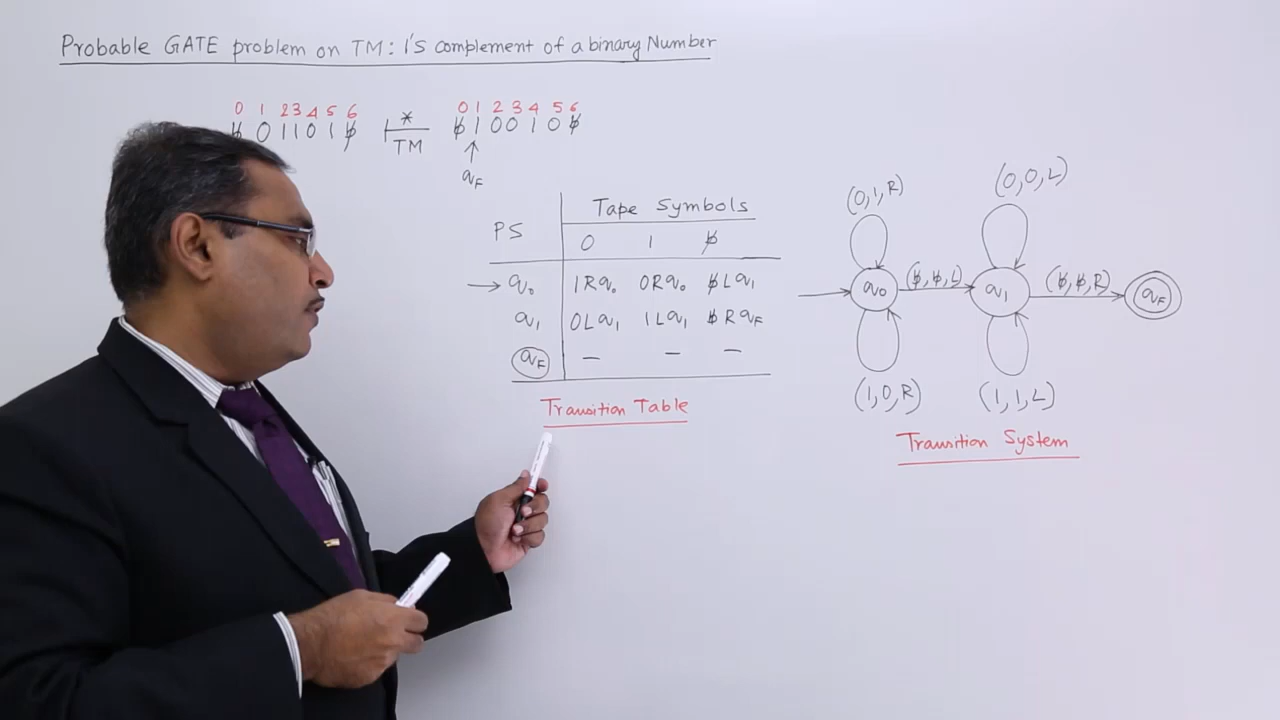 Probable GATE problem on TM: 1's complement of a binary Number
0 1 2 3 4 5 6
ƀ 0 1 1 0 1 ƀ
*
TM
0 1 2 3 4 5 6
ƀ 1 0 0 1 0 ƀ
qF
PS
Tape Symbols
0 1 ƀ
q0 1Rq0 0Rq0 ƀLq1
q1 0Lq1 1Lq1 ƀRqF
qF – – –
Transition Table
(0,1,R)
(0,0,L)
q0
(ƀ,ƀ,L)
q1
(ƀ,ƀ,R)
qF
(1,0,R)
(1,1,L)
Transition System